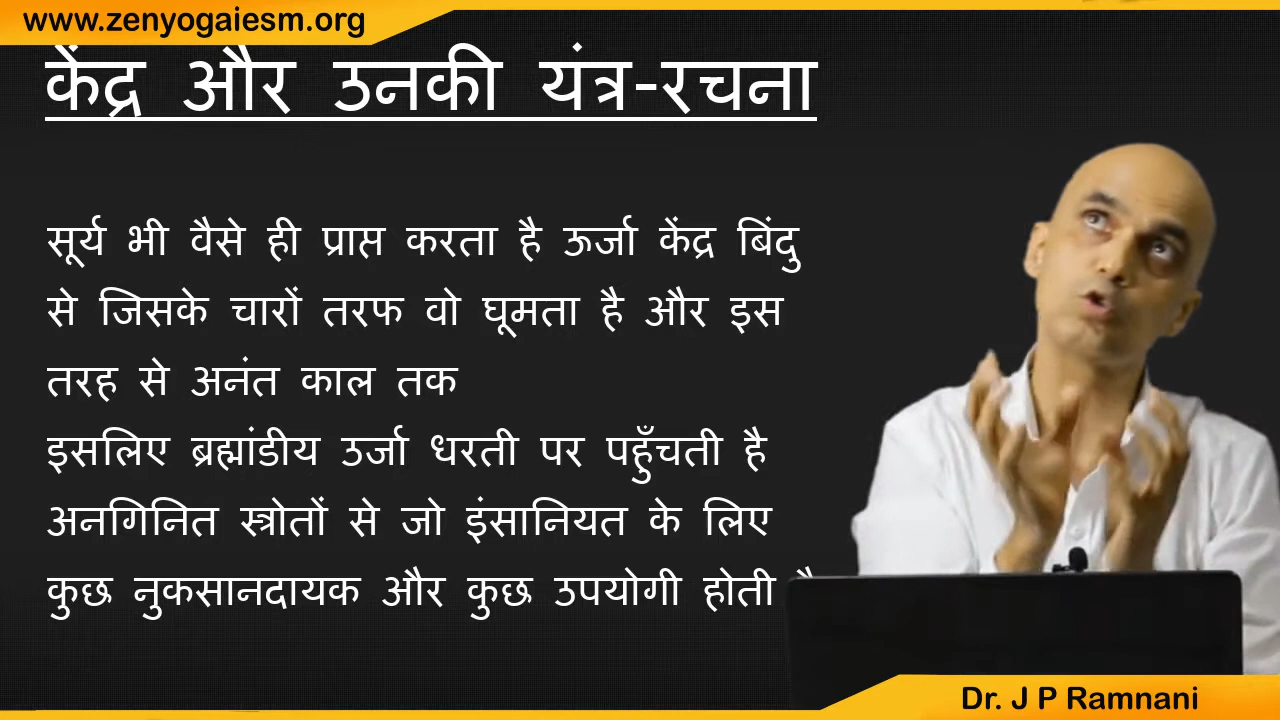 www.zenyogaiesm.org
केंद्र और उनकी यंत्र-रचना
सूर्य भी वैसे ही प्राप्त करता है ऊर्जा केंद्र बिंदु
से जिसके चारों तरफ वो घूमता है और इस
तरह से अनंत काल तक
इसलिए ब्रह्मांडीय उर्जा धरती पर पहुँचती है
अनगिनित स्त्रोतों से जो इंसानियत के लिए
कुछ नुकसानदायक और कुछ उपयोगी होती
Dr. J P Ramnani